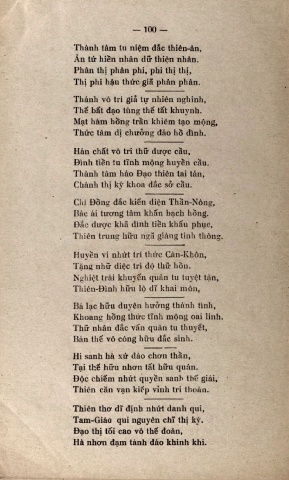 — 100 —
Thành tâm tu niệm đắc thiên-ân,
Ân tứ hiền nhân dữ thiện nhân.
Phân thị phân phi, phi thị thị,
Thị phi hậu thức giả phân phân.
Thánh vô tri giả tự nhiên nghinh,
Thế bất đạo tùng thế tất khuynh.
Mạt hàm hồng trần khiêm tạo mộng,
Thức tâm dị chưởng đáo hồ đình.
Hàn chất vô tri thử được cầu,
Đình tiền tu tĩnh mộng huyền cầu.
Thành tâm háo Đạo thiên tai tán,
Chánh thị kỳ khoa đắc sở cầu.
Chí Đồng đắc kiến diện Thần-Nông,
Bác ái tương tâm khẩn bạch hồng.
Đắc dược khả đình tiền khẩu phục,
Thiên trung hữu ngã giáng tinh thông.
Huyền vi nhứt tri thức Càn-Khôn,
Tặng nhữ diệc tri độ thử hồn.
Nghiệt trái khuyến quân tu tuyệt tận,
Thiên-Đình hữu lộ dĩ khai môn,
Bá lạc hữu duyên hưởng thánh tình,
Khoang hồng thức tỉnh mộng oai linh.
Thử nhân đắc vấn quân tu thuyết,
Bản thể vô công hữu đắc sinh.
Hi sanh hà xứ đáo chơn thần,
Tại thế hữu nhơn tất hữu quân.
Độc chiếm nhứt quyền sanh thế giái,
Thiên căn vạn kiếp vĩnh tri thoàn.
Thiên thơ dĩ định nhứt danh qui,
Tam-Giáo qui nguyên chỉ thị kỳ.
Đạo thị tối cao vô thể đoán,
Hà nhơn đạm tánh đáo khinh khi.